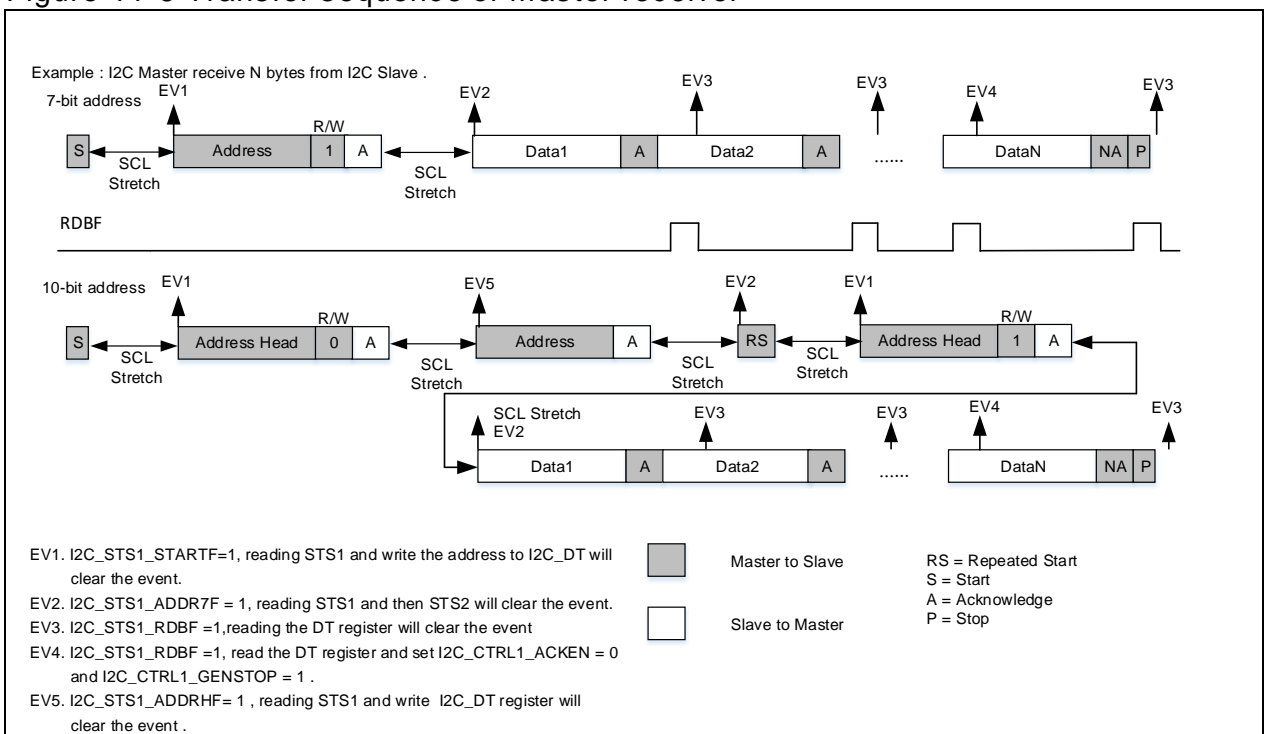 Example : I2C Master receive N bytes from I2C Slave .
7-bit address
EV1
EV2
EV3
EV3
EV4
EV3
R/W
S
SCL
Stretch
Address
1
A
SCL
Stretch
Data1
A
Data2
A
......
DataN
NA
P
RDBF
10-bit address
EV1
EV5
EV2
EV1
R/W
R/W
S
SCL
Stretch
Address Head
0
A
SCL
Stretch
Address
A
SCL
Stretch
RS
SCL
Stretch
Address Head
1
A
SCL Stretch
EV2
EV3
EV3
EV4
EV3
Data1
A
Data2
A
......
DataN
NA
P
EV1. I2C_STS1_STARTF=1, reading STS1 and write the address to I2C_DT will
clear the event.
EV2. I2C_STS1_ADDR7F = 1, reading STS1 and then STS2 will clear the event.
EV3. I2C_STS1_RDBF =1,reading the DT register will clear the event
EV4. I2C_STS1_RDBF =1, read the DT register and set I2C_CTRL1_ACKEN = 0
and I2C_CTRL1_GENSTOP = 1 .
EV5. I2C_STS1_ADDRHF= 1 , reading STS1 and write I2C_DT register will
clear the event .
Master to Slave
Slave to Master
RS = Repeated Start
S = Start
A = Acknowledge
P = Stop